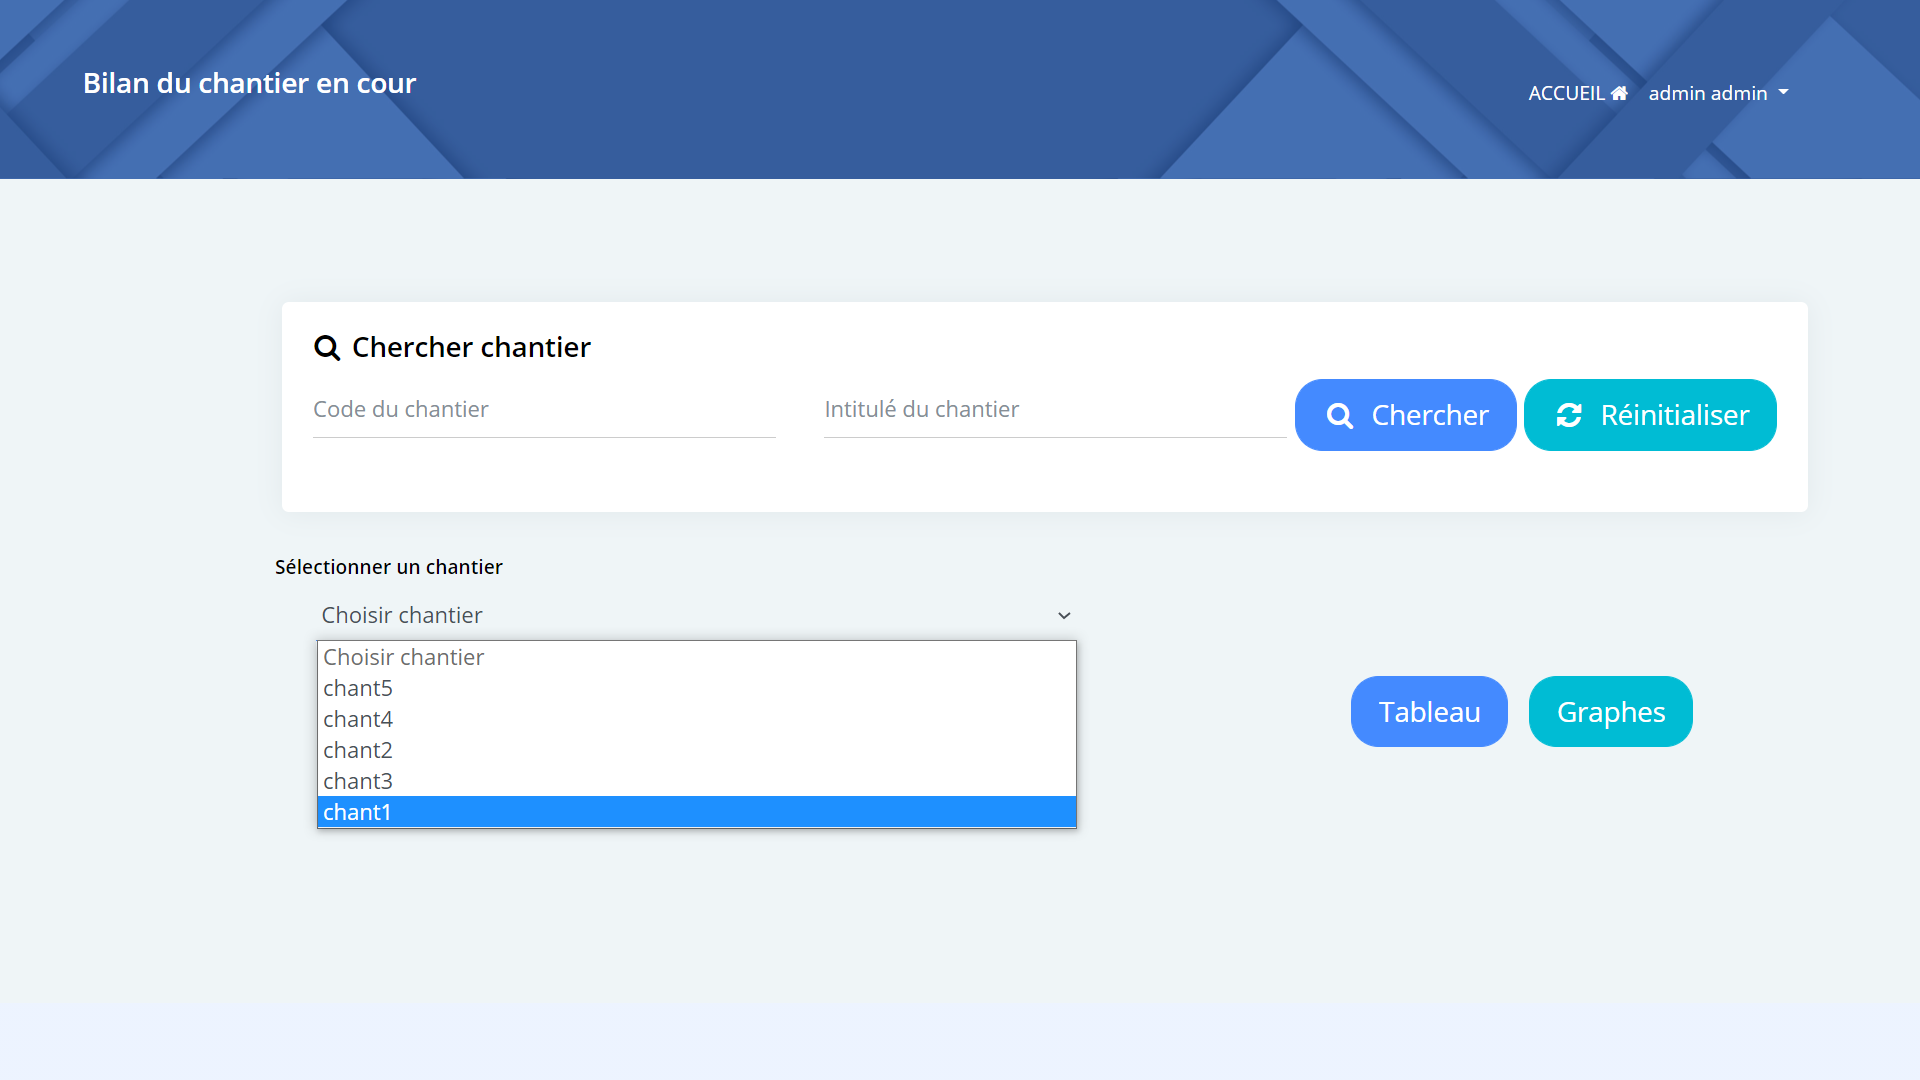 Bilan du chantier en cour
ACCUEIL admin admin
Chercher chantier
Code du chantier
Intitulé du chantier
Chercher
Réinitialiser
Sélectionner un chantier
Choisir chantier
Choisir chantier
chant5
chant4
chant2
chant3
chant1
Tableau
Graphes